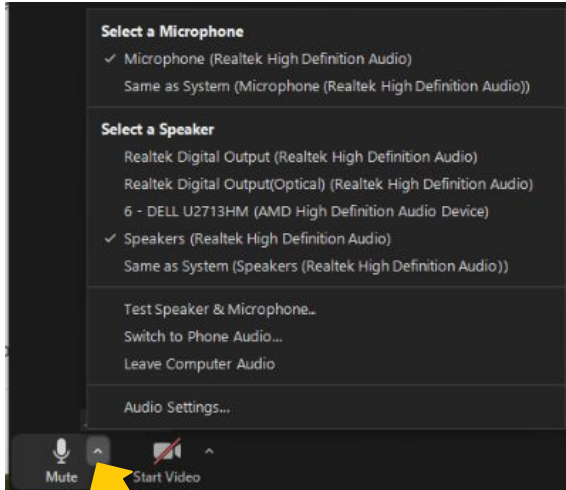 Select a Microphone
✓ Microphone (Realtek High Definition Audio)
Same as System (Microphone (Realtek High Definition Audio))
Select a Speaker
Realtek Digital Output (Realtek High Definition Audio)
Realtek Digital Output(Optical) (Realtek High Definition Audio)
6 - DELL U2713HM (AMD High Definition Audio Device)
✓ Speakers (Realtek High Definition Audio)
Same as System (Speakers (Realtek High Definition Audio))
Test Speaker & Microphone...
Switch to Phone Audio...
Leave Computer Audio
Audio Settings...
Mute Start Video